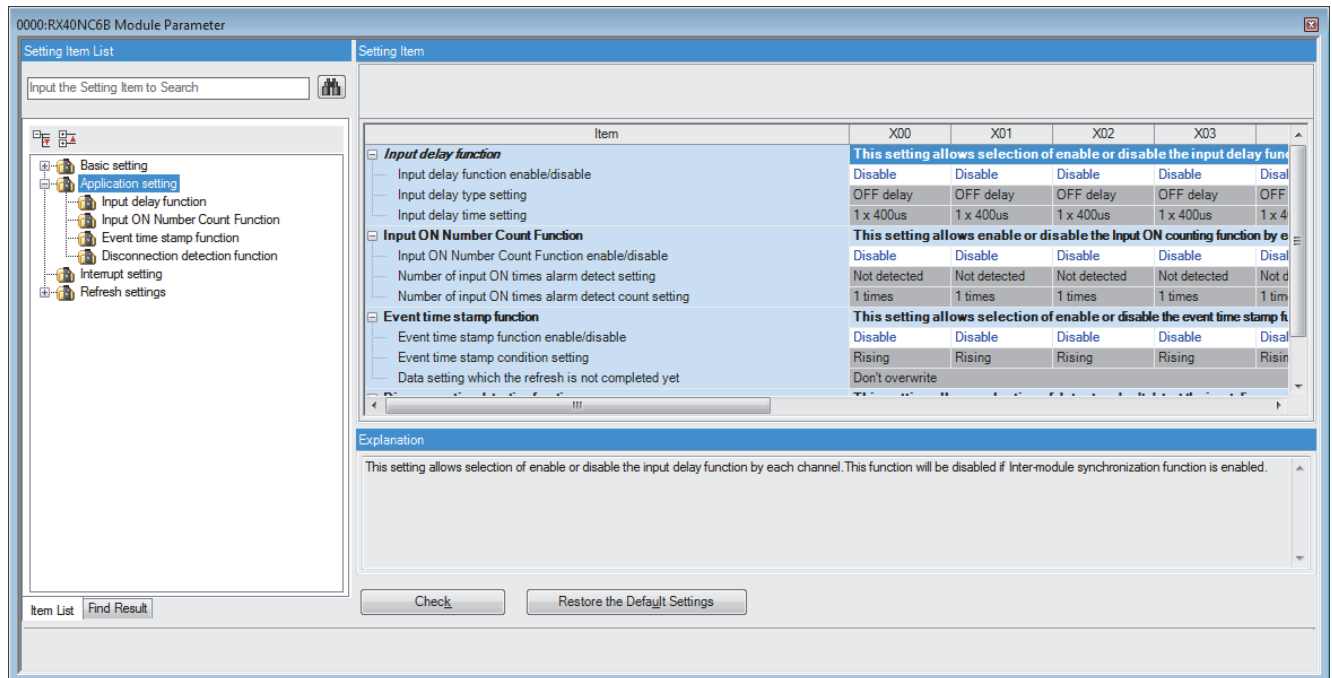 0000:RX40NC6B Module Parameter
Setting Item List
Setting Item
Input the Setting Item to Search
Basic setting
Application setting
Input delay function
Input ON Number Count Function
Event time stamp function
Disconnection detection function
Interrupt setting
Refresh settings
Item List Find Result
Item X00 X01 X02 X03
Input delay function This setting allows selection of enable or disable the input delay func
Input delay function enable/disable Disable Disable Disable Disable Disal
Input delay type setting OFF delay OFF delay OFF delay OFF delay OFF
Input delay time setting 1 x 400us 1 x 400us 1 x 400us 1 x 400us 1 x 4
Input ON Number Count Function This setting allows enable or disable the Input ON counting function by e
Input ON Number Count Function enable/disable Disable Disable Disable Disable Disal
Number of input ON times alarm detect setting Not detected Not detected Not detected Not detected Not d
Number of input ON times alarm detect count setting 1 times 1 times 1 times 1 times 1 tim
Event time stamp function This setting allows selection of enable or disable the event time stamp fu
Event time stamp function enable/disable Disable Disable Disable Disable Disal
Event time stamp condition setting Rising Rising Rising Rising Risin
Data setting which the refresh is not completed yet Don't overwrite
Explanation
This setting allows selection of enable or disable the input delay function by each channel.This function will be disabled if Inter-module synchronization function is enabled.
Check Restore the Default Settings